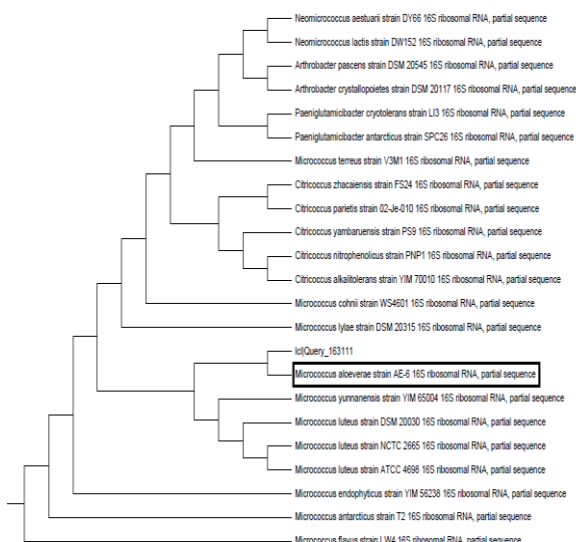 Neomicrococcus aestuarii strain DY66 16S ribosomal RNA, partial sequence
Neomicrococcus lactis strain DW152 16S ribosomal RNA, partial sequence
Arthrobacter pascens strain DSM 20545 16S ribosomal RNA, partial sequence
Arthrobacter crystallopoietes strain DSM 20117 16S ribosomal RNA, partial sequence
Paeniglutamicibacter cryotolerans strain LI3 16S ribosomal RNA, partial sequence
Paeniglutamicibacter antarcticus strain SPC26 16S ribosomal RNA, partial sequence
Micrococcus terreus strain V3M1 16S ribosomal RNA, partial sequence
Citricoccus zhacaiensis strain FS24 16S ribosomal RNA, partial sequence
Citricoccus parietis strain 02-Je-010 16S ribosomal RNA, partial sequence
Citricoccus yambaruensis strain PS9 16S ribosomal RNA, partial sequence
Citricoccus nitrophenolicus strain PNP1 16S ribosomal RNA, partial sequence
Citricoccus alkalitolerans strain YIM 70010 16S ribosomal RNA, partial sequence
Micrococcus cohnii strain WS4601 16S ribosomal RNA, partial sequence
Micrococcus lylae strain DSM 20315 16S ribosomal RNA, partial sequence
lcl|Query_163111
Micrococcus aloeverae strain AE-6 16S ribosomal RNA, partial sequence
Micrococcus yunnanensis strain YIM 65004 16S ribosomal RNA, partial sequence
Micrococcus luteus strain DSM 20030 16S ribosomal RNA, partial sequence
Micrococcus luteus strain NCTC 2665 16S ribosomal RNA, partial sequence
Micrococcus luteus strain ATCC 4698 16S ribosomal RNA, partial sequence
Micrococcus endophyticus strain YIM 56238 16S ribosomal RNA, partial sequence
Micrococcus antarcticus strain T2 16S ribosomal RNA, partial sequence
Micrococcus flavus strain LW4 16S ribosomal RNA, partial sequence